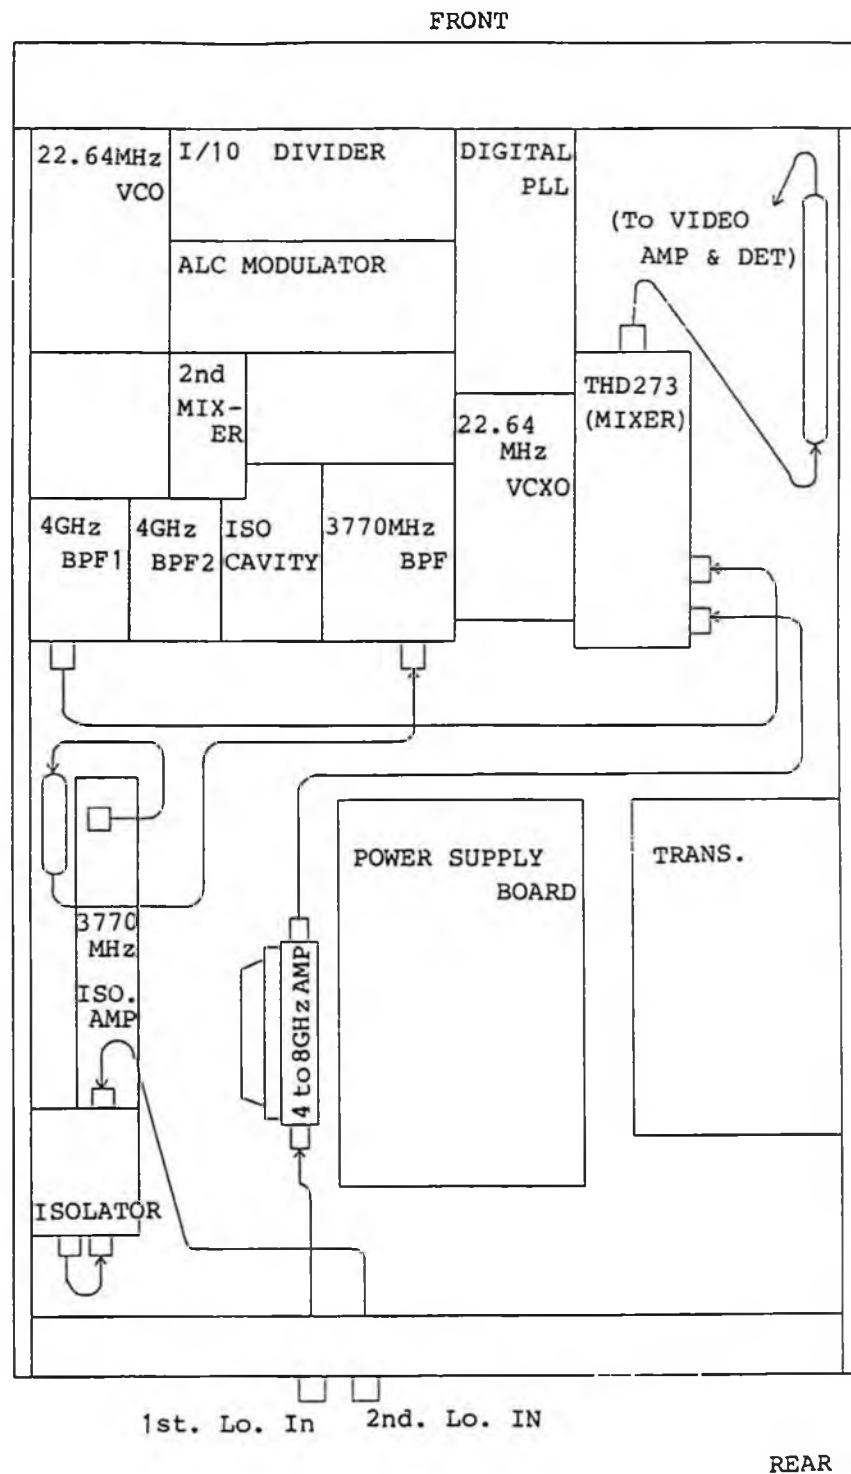 FRONT
22.64MHz
VCO
I/10 DIVIDER
DIGITAL
PLL
(To VIDEO
AMP & DET)
ALC MODULATOR
2nd
MIX-
ER
THD273
(MIXER)
22.64
MHz
VCXO
4GHz
BPF1
4GHz
BPF2
ISO
CAVITY
3770MHz
BPF
POWER SUPPLY
BOARD
TRANS.
3770
MHz
ISO.
AMP
4 to 8GHz AMP
ISOLATOR
1st. Lo. In
2nd. Lo. IN
REAR